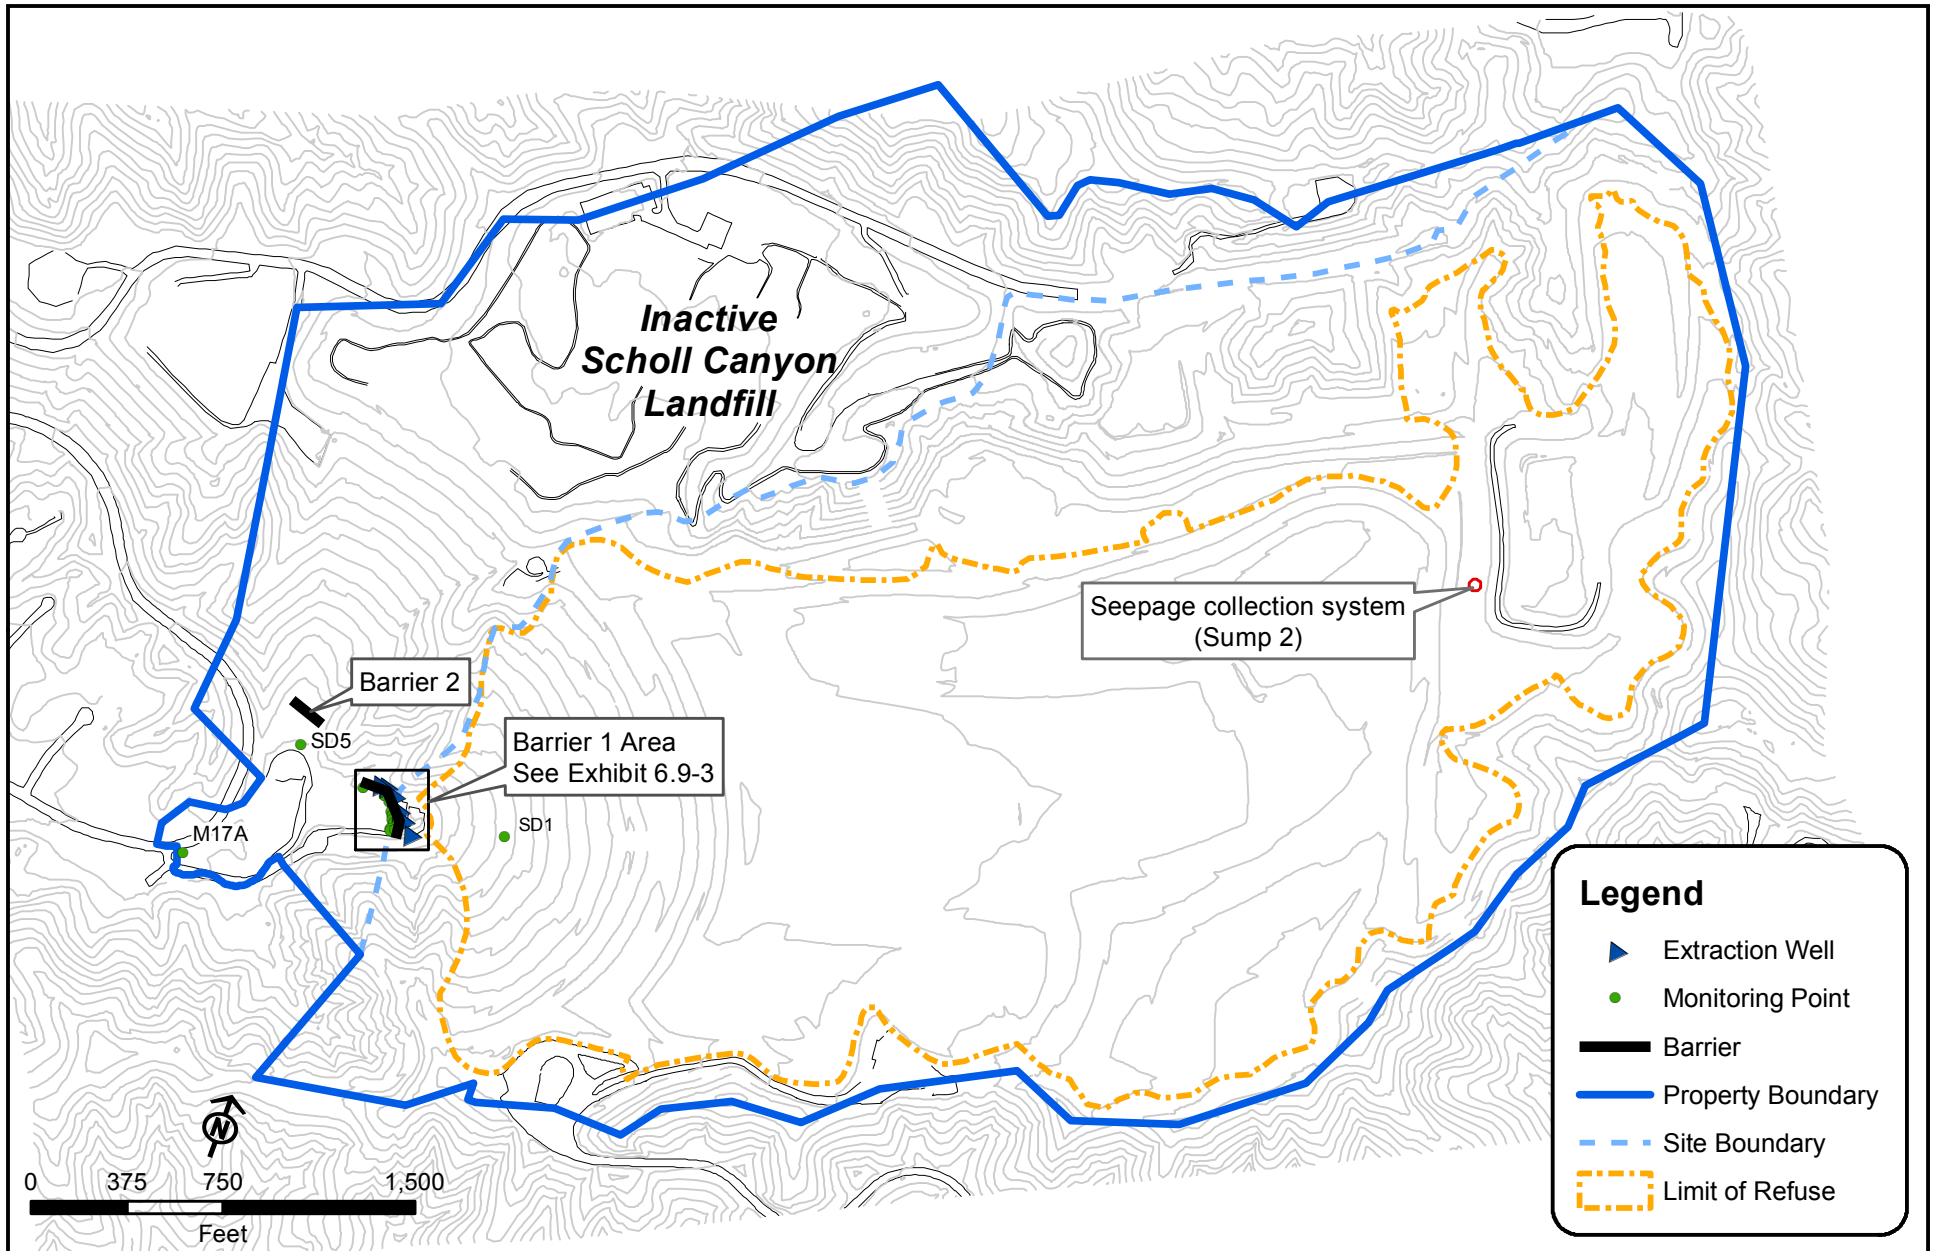 Inactive
Scholl Canyon
Landfill
Seepage collection system
(Sump 2)
Barrier 2
SD5
Barrier 1 Area
See Exhibit 6.9-3
SD1
M17A
N
0 375 750 1,500
Feet
Legend
Extraction Well
Monitoring Point
Barrier
Property Boundary
Site Boundary
Limit of Refuse